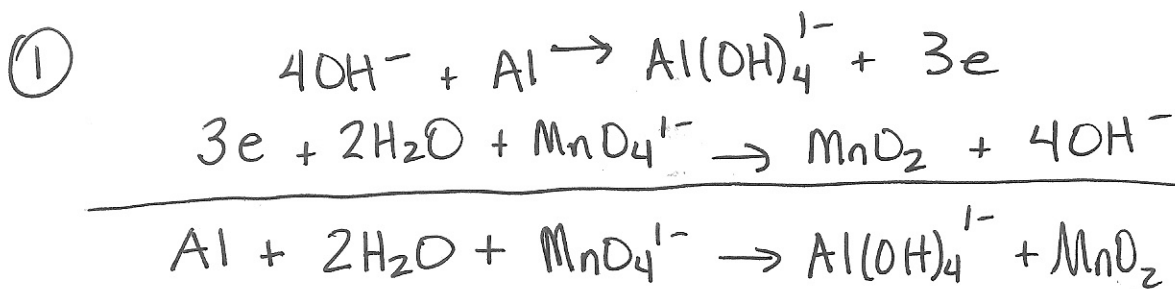 ① 4OH⁻ + Al → Al(OH)₄¹⁻ + 3e
3e + 2H₂O + MnO₄¹⁻ → MnO₂ + 4OH⁻
Al + 2H₂O + MnO₄¹⁻ → Al(OH)₄¹⁻ + MnO₂